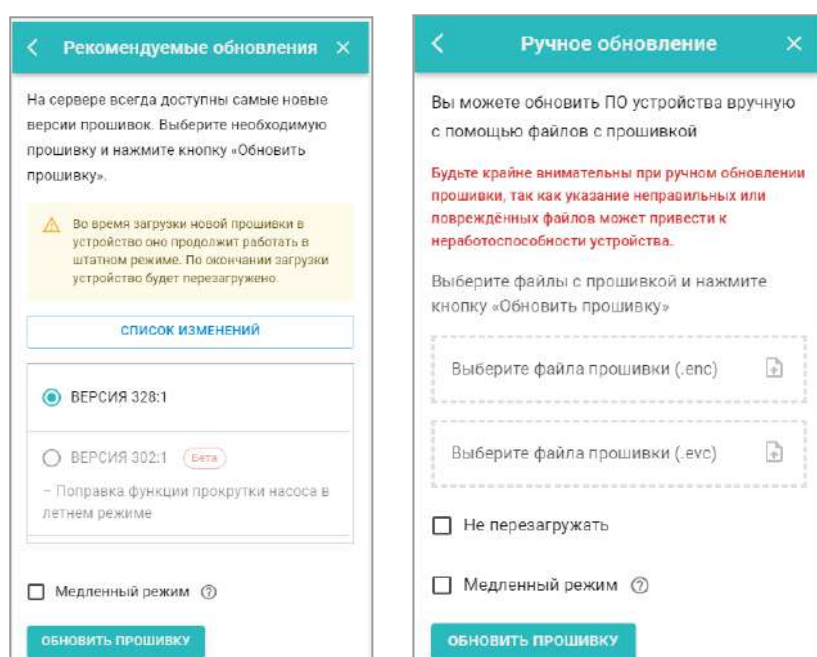 Рекомендуемые обновления
На сервере всегда доступны самые новые
версии прошивок. Выберите необходимую
прошивку и нажмите кнопку «Обновить
прошивку».
Во время загрузки новой прошивки в
устройство оно продолжит работать в
штатном режиме. По окончании загрузки
устройство будет перезагружено.
СПИСОК ИЗМЕНЕНИЙ
ВЕРСИЯ 328:1
ВЕРСИЯ 302:1 Бета
– Поправка функции прокрутки насоса в
летнем режиме
Медленный режим
ОБНОВИТЬ ПРОШИВКУ
Ручное обновление
Вы можете обновить ПО устройства вручную
с помощью файлов с прошивкой
Будьте крайне внимательны при ручном обновлении
прошивки, так как указание неправильных или
повреждённых файлов может привести к
неработоспособности устройства.
Выберите файлы с прошивкой и нажмите
кнопку «Обновить прошивку»
Выберите файла прошивки (.enc)
Выберите файла прошивки (.evc)
Не перезагружать
Медленный режим
ОБНОВИТЬ ПРОШИВКУ